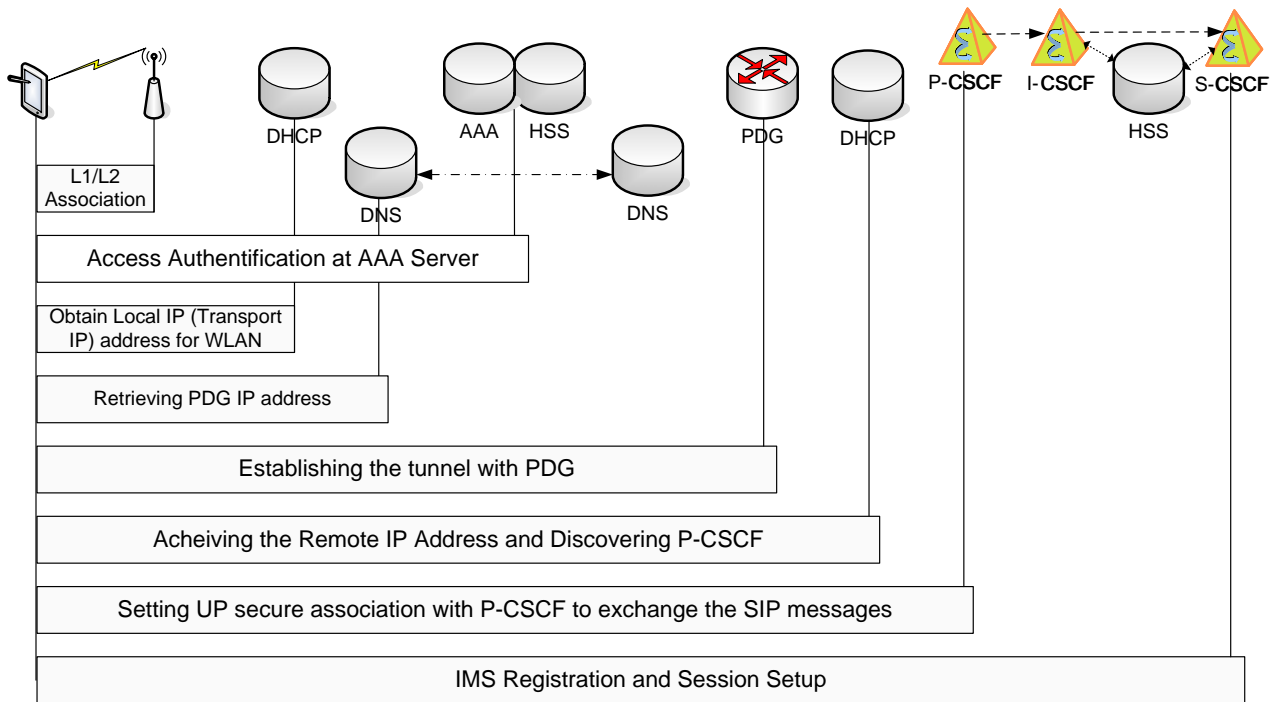 P-CSCF
I-CSCF
S-CSCF
DHCP
AAA
HSS
PDG
DHCP
HSS
DNS
DNS
L1/L2
Association
Access Authentification at AAA Server
Obtain Local IP (Transport
IP) address for WLAN
Retrieving PDG IP address
Establishing the tunnel with PDG
Acheiving the Remote IP Address and Discovering P-CSCF
Setting UP secure association with P-CSCF to exchange the SIP messages
IMS Registration and Session Setup